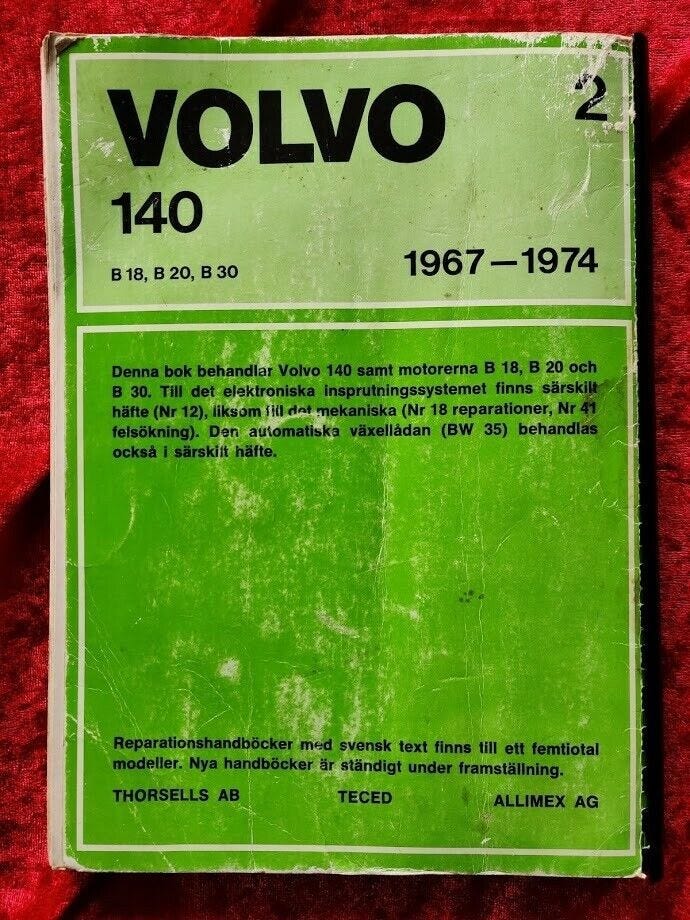 VOLVO
2
140
B 18, B 20, B 30
1967—1974
Denna bok behandlar Volvo 140 samt motorerna B 18, B 20 och
B 30. Till det elektroniska insprutningssystemet finns särskilt
häfte (Nr 12), liksom till det mekaniska (Nr 18 reparationer, Nr 41
felsökning). Den automatiska växellådan (BW 35) behandlas
också i särskilt häfte.
Reparationshandböcker med svensk text finns till ett femtiotal
modeller. Nya handböcker är ständigt under framställning.
THORSELLS AB TECED ALLIMEX AG